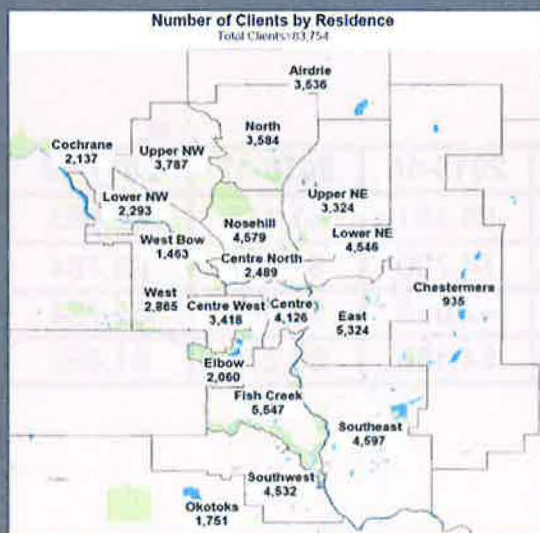 Number of Clients by Residence
Total Clients=83,754
Airdrie
3,536
North
3,584
Cochrane
2,137
Upper NW
3,787
Lower NW
2,293
Upper NE
3,324
Nosehill
4,579
Lower NE
4,546
West Bow
1,463
Centre North
2,489
West
2,865
Centre West
3,418
Centre
4,126
East
5,324
Chestermere
935
Elbow
2,060
Fish Creek
5,547
Southeast
4,597
Southwest
4,532
Okotoks
1,751